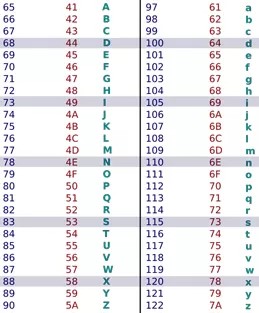 65 41 A 97 61 a
66 42 B 98 62 b
67 43 C 99 63 c
68 44 D 100 64 d
69 45 E 101 65 e
70 46 F 102 66 f
71 47 G 103 67 g
72 48 H 104 68 h
73 49 I 105 69 i
74 4A J 106 6A j
75 4B K 107 6B k
76 4C L 108 6C l
77 4D M 109 6D m
78 4E N 110 6E n
79 4F O 111 6F o
80 50 P 112 70 p
81 51 Q 113 71 q
82 52 R 114 72 r
83 53 S 115 73 s
84 54 T 116 74 t
85 55 U 117 75 u
86 56 V 118 76 v
87 57 W 119 77 w
88 58 X 120 78 x
89 59 Y 121 79 y
90 5A Z 122 7A z